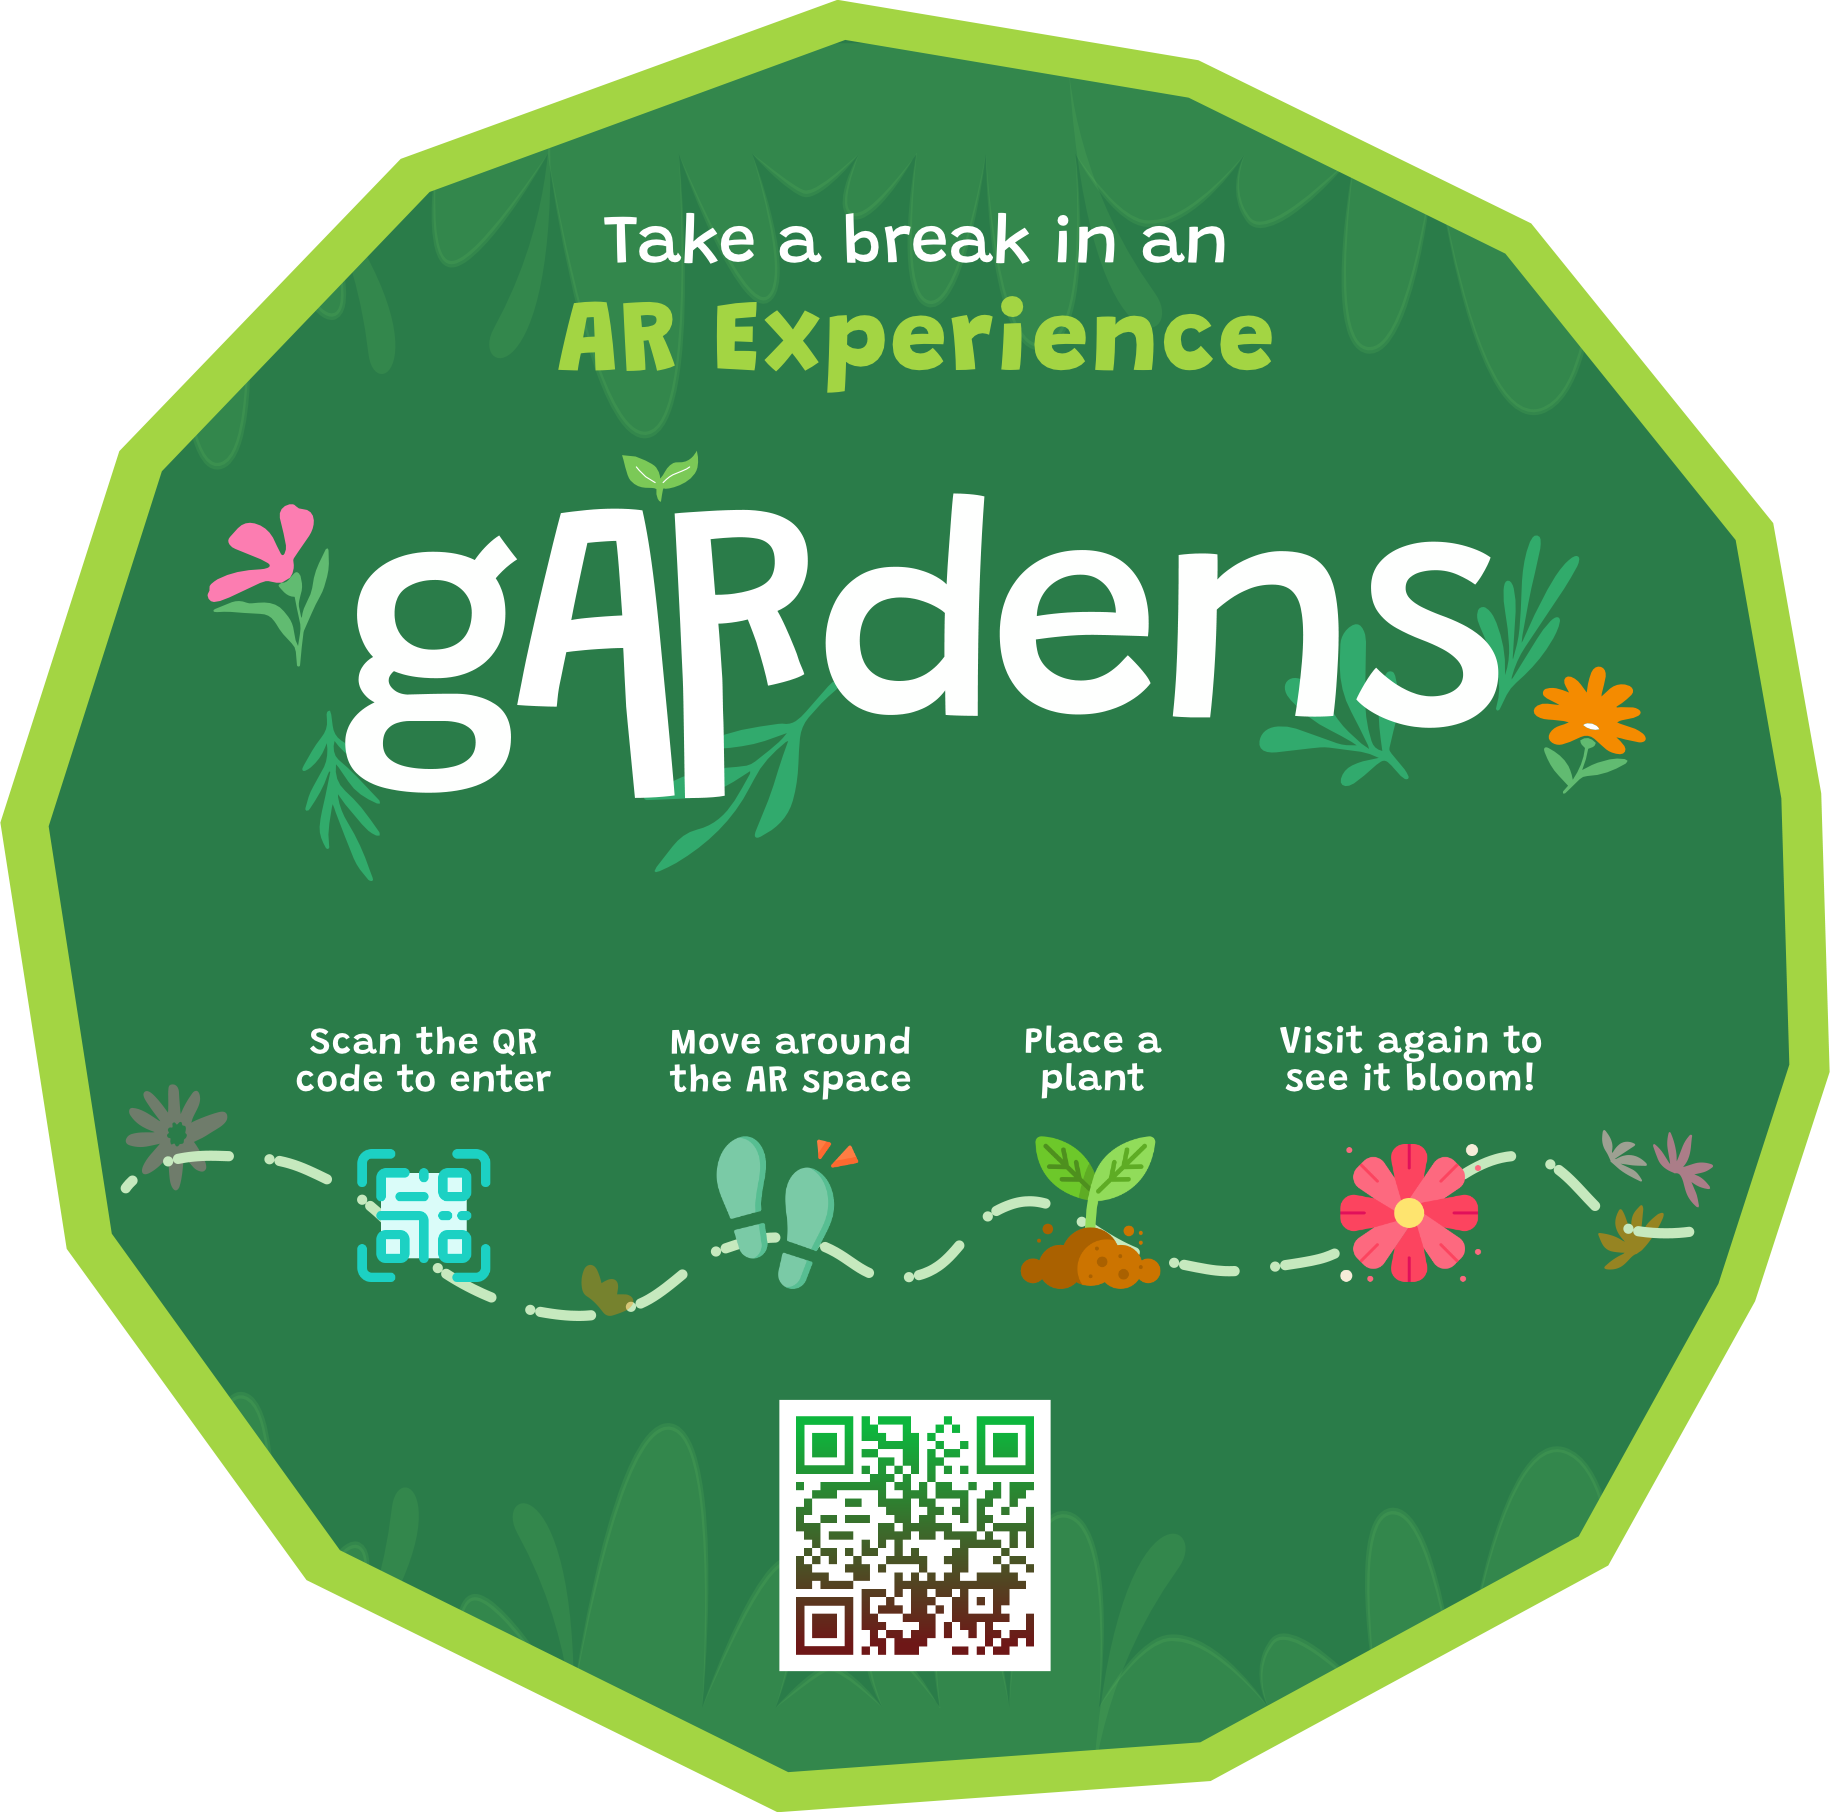 Take a break in an
AR Experience
gARdens
Scan the QR
code to enter
Move around
the AR space
Place a
plant
Visit again to
see it bloom!